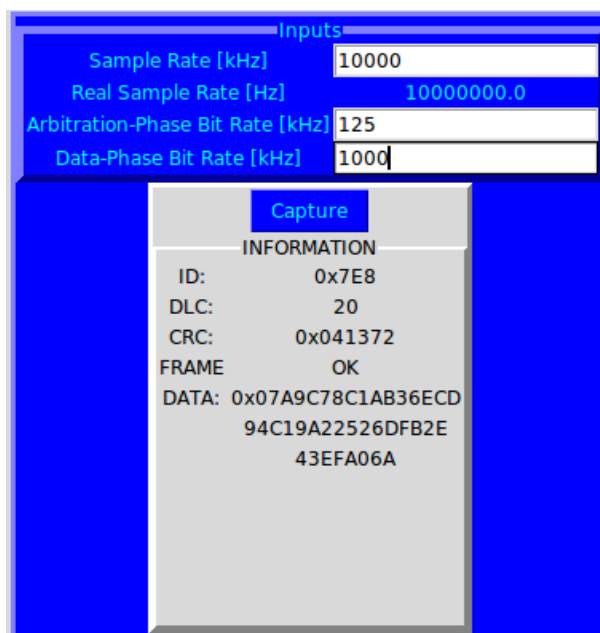 Inputs
Sample Rate [kHz] 10000
Real Sample Rate [Hz] 10000000.0
Arbitration-Phase Bit Rate [kHz] 125
Data-Phase Bit Rate [kHz] 1000
Capture
INFORMATION
ID: 0x7E8
DLC: 20
CRC: 0x041372
FRAME OK
DATA: 0x07A9C78C1AB36ECD
94C19A22526DFB2E
43EFA06A